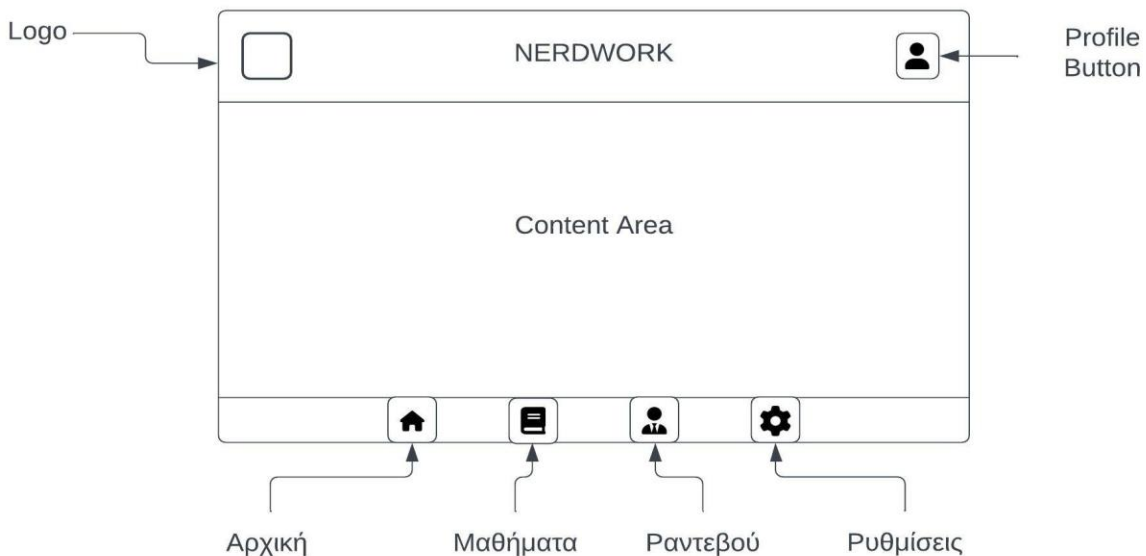 Logo
NERDWORK
Profile
Button
Content Area
Αρχική
Μαθήματα
Ραντεβού
Ρυθμίσεις